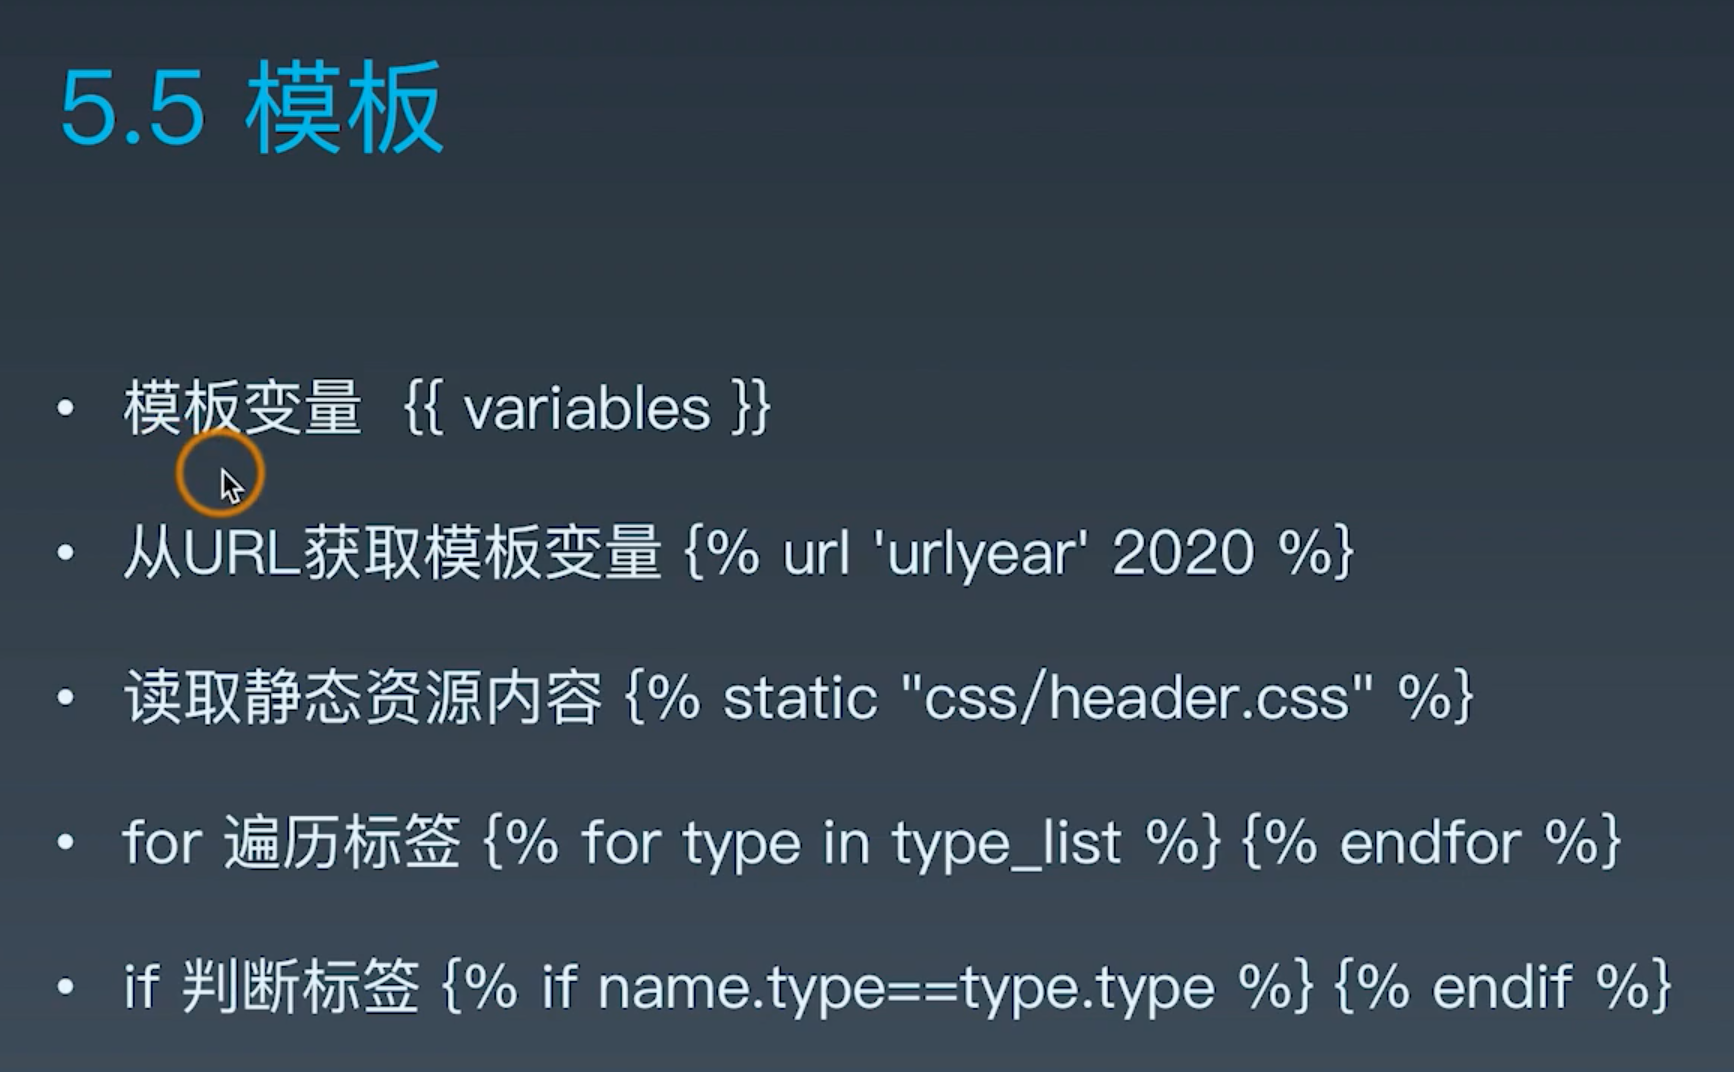 5.5 模板
• 模板变量 {{ variables }}
• 从URL获取模板变量 {% url 'urlyear' 2020 %}
• 读取静态资源内容 {% static "css/header.css" %}
• for 遍历标签 {% for type in type_list %} {% endfor %}
• if 判断标签 {% if name.type==type.type %} {% endif %}